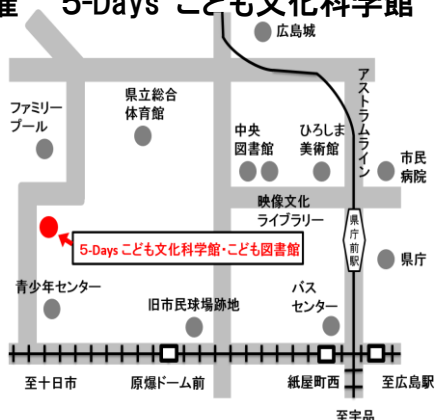 催 5-Days こども文化科学館
広島城
アストラムライン
ファミリー
プール
県立総合
体育館
中央
図書館
ひろしま
美術館
市民
病院
映像文化
ライブラリー
県庁前駅
県庁
5-Days こども文化科学館・こども図書館
青少年センター
旧市民球場跡地
バス
センター
至十日市
原爆ドーム前
紙屋町西
至広島駅
至宇品